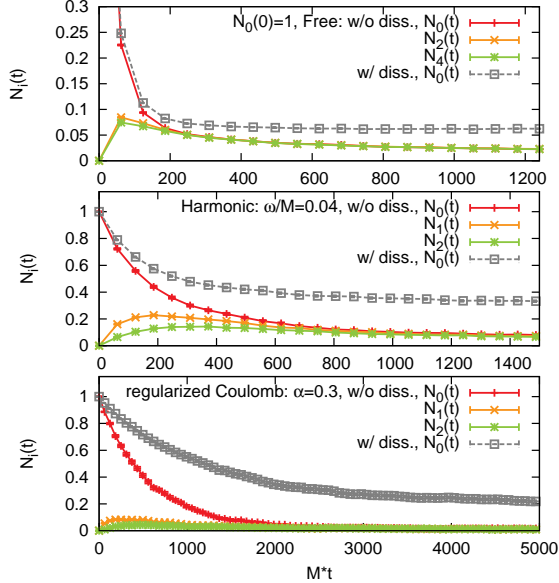 N_0(0)=1, Free: w/o diss., N_0(t)
N_2(t)
N_4(t)
w/ diss., N_0(t)
N_i(t)
0.3
0.25
0.2
0.15
0.1
0.05
0
0 200 400 600 800 1000 1200
Harmonic: ω/M=0.04, w/o diss., N_0(t)
N_1(t)
N_2(t)
w/ diss., N_0(t)
N_i(t)
1
0.8
0.6
0.4
0.2
0
0 200 400 600 800 1000 1200 1400
regularized Coulomb: α=0.3, w/o diss., N_0(t)
N_1(t)
N_2(t)
w/ diss., N_0(t)
N_i(t)
1
0.8
0.6
0.4
0.2
0
0 1000 2000 3000 4000 5000
M*t